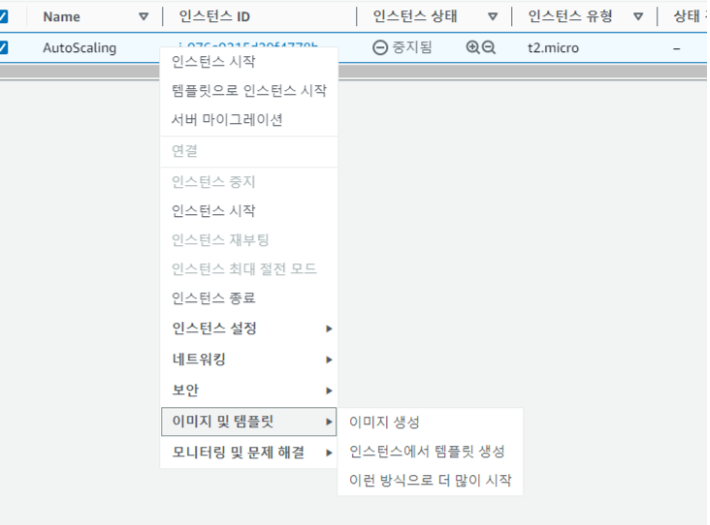 Name 인스턴스 ID 인스턴스 상태 인스턴스 유형 상태
AutoScaling 중지됨 t2.micro –
인스턴스 시작
템플릿으로 인스턴스 시작
서버 마이그레이션
연결
인스턴스 중지
인스턴스 시작
인스턴스 재부팅
인스턴스 최대 절전 모드
인스턴스 종료
인스턴스 설정
네트워킹
보안
이미지 및 템플릿
모니터링 및 문제 해결
이미지 생성
인스턴스에서 템플릿 생성
이런 방식으로 더 많이 시작